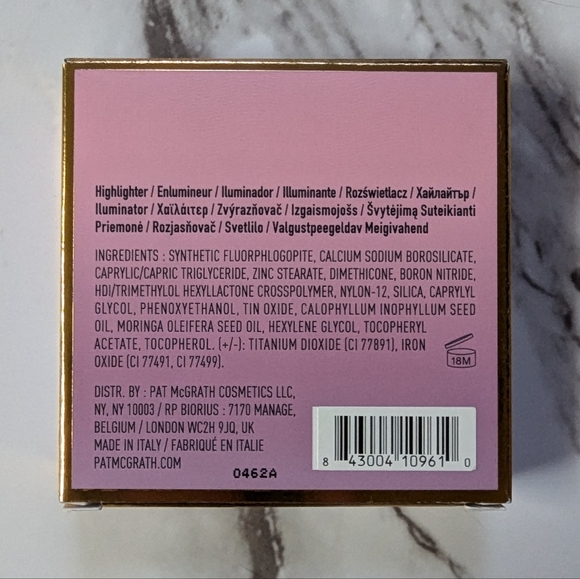 Highlighter / Enlumineur / Iluminador / Illuminante / Rozświetlacz / Хайлайтър /
Iluminator / Χαϊλάιτερ / Zvýrazňovač / Izgaismojošs / Švytėjimą Suteikianti
Priemonė / Rozjasňovač / Svetlilo / Valgustpeegeldav Meigivahend
INGREDIENTS : SYNTHETIC FLUORPHLOGOPITE, CALCIUM SODIUM BOROSILICATE,
CAPRYLIC/CAPRIC TRIGLYCERIDE, ZINC STEARATE, DIMETHICONE, BORON NITRIDE,
HDI/TRIMETHYLOL HEXYLLACTONE CROSSPOLYMER, NYLON-12, SILICA, CAPRYLYL
GLYCOL, PHENOXYETHANOL, TIN OXIDE, CALOPHYLLUM INOPHYLLUM SEED
OIL, MORINGA OLEIFERA SEED OIL, HEXYLENE GLYCOL, TOCOPHERYL
ACETATE, TOCOPHEROL. (+/-): TITANIUM DIOXIDE (CI 77891), IRON
OXIDE (CI 77491, CI 77499).
18M
DISTR. BY : PAT McGRATH COSMETICS LLC,
NY, NY 10003 / RP BIORIUS : 7170 MANAGE,
BELGIUM / LONDON WC2H 9JQ, UK
MADE IN ITALY / FABRIQUÉ EN ITALIE
PATMCGRATH.COM
8 43004 10961 0
0462A